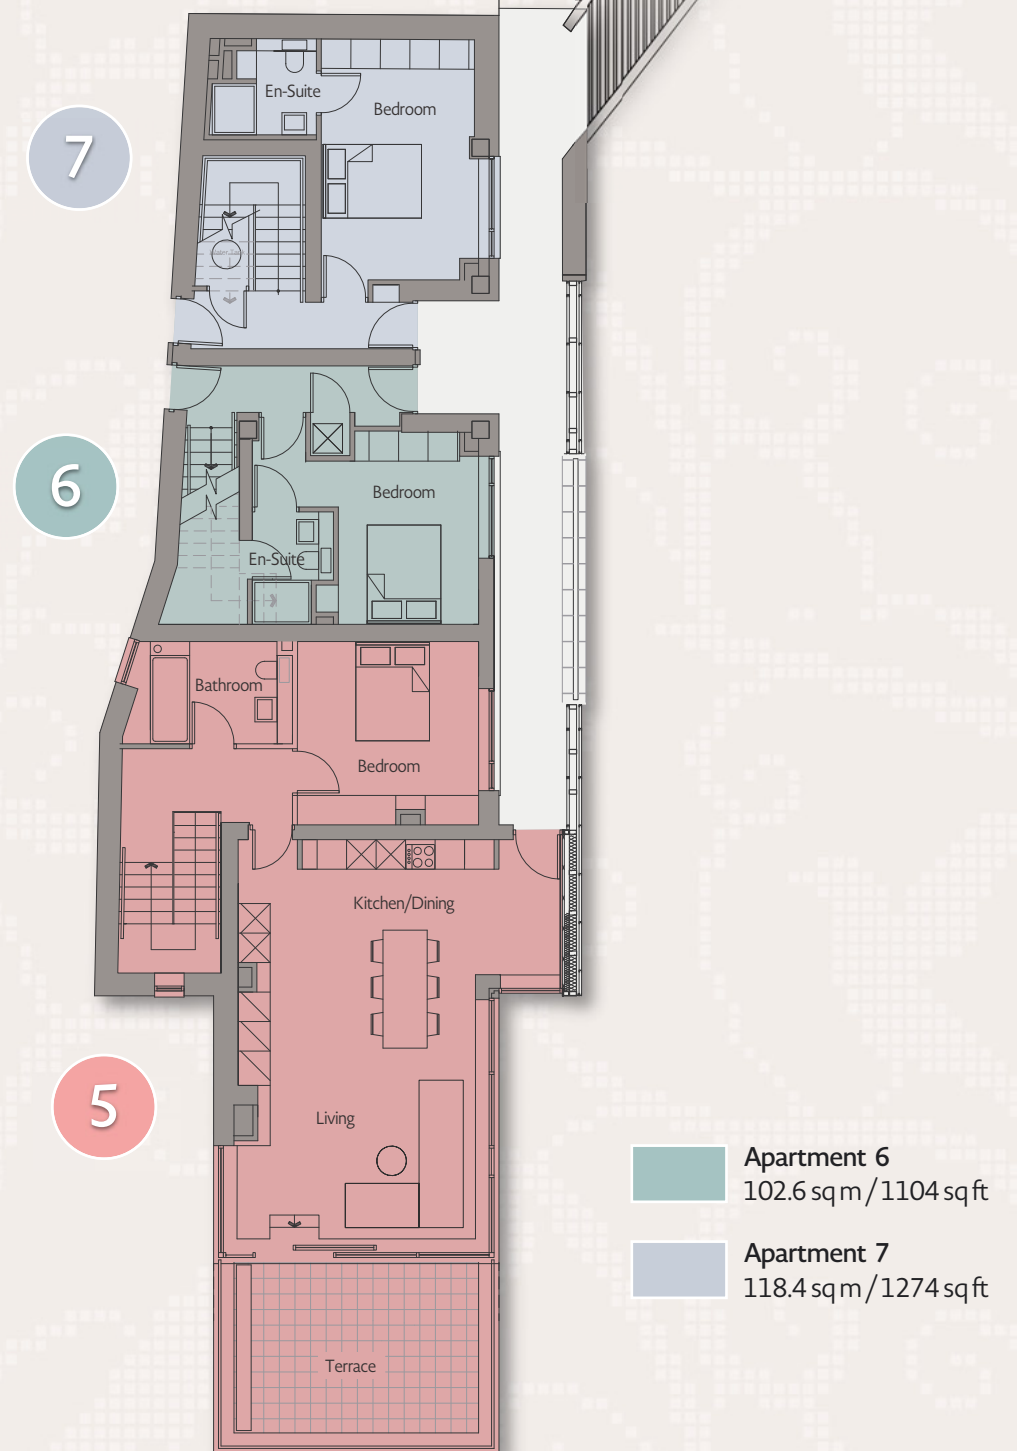 En-Suite
Bedroom
7
6
Bedroom
En-Suite
Bathroom
Bedroom
Kitchen/Dining
5
Living
Terrace
Apartment 6
102.6 sq m / 1104 sq ft
Apartment 7
118.4 sq m / 1274 sq ft